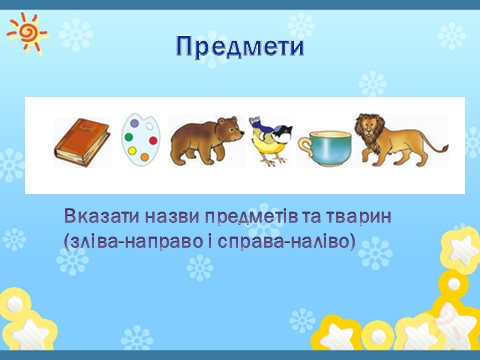 Предмети
Вказати назви предметів та тварин
(зліва-направо і справа-наліво)